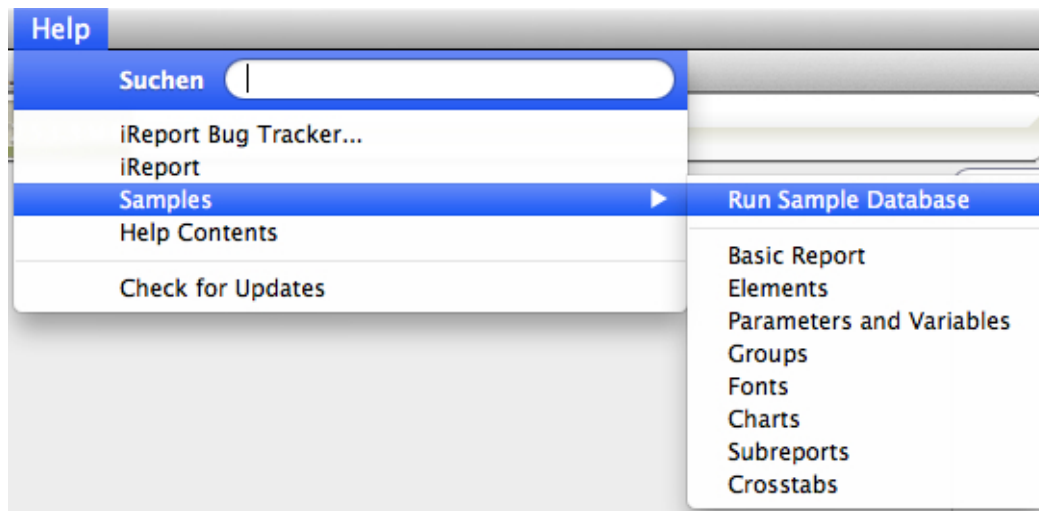 Help
Suchen
iReport Bug Tracker...
iReport
Samples
Help Contents
Check for Updates
Run Sample Database
Basic Report
Elements
Parameters and Variables
Groups
Fonts
Charts
Subreports
Crosstabs